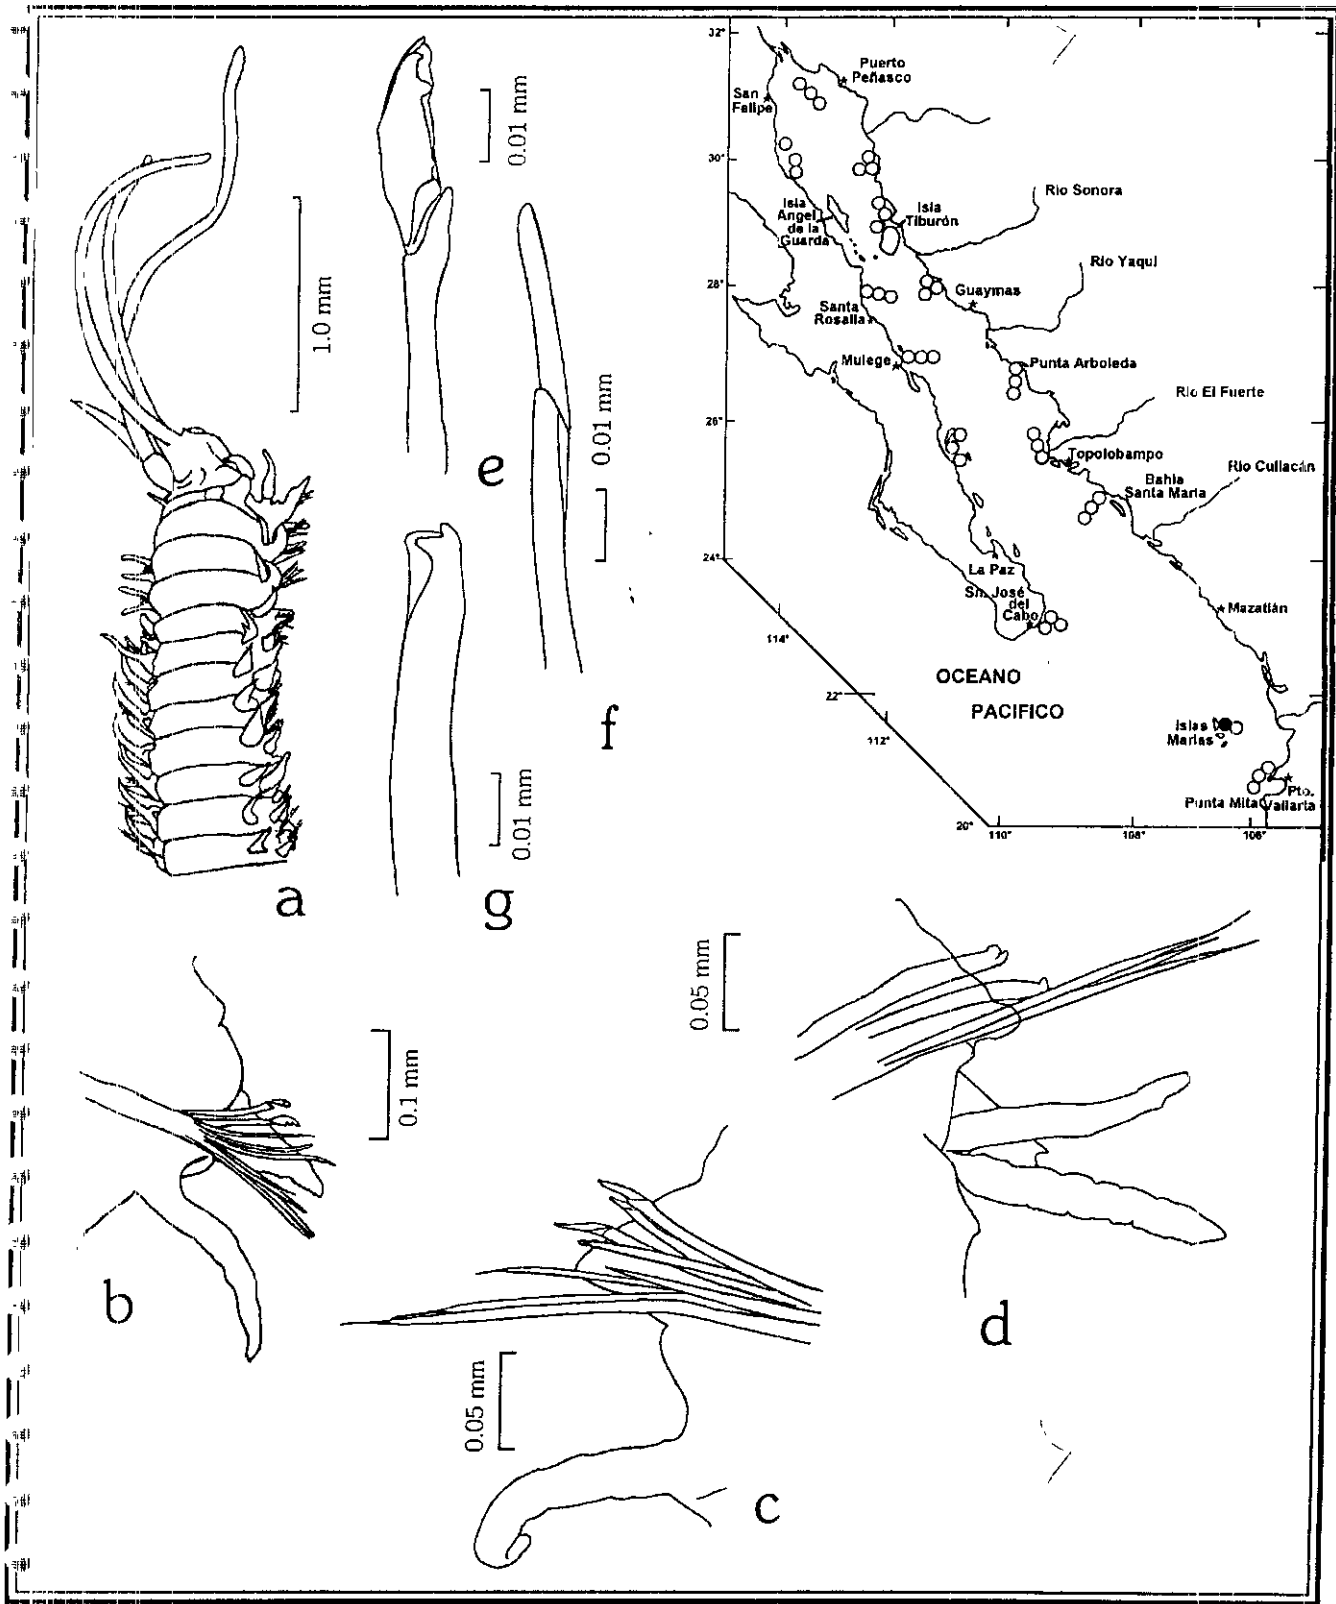 32°
Puerto
Peñasco
San
Felipe
30°
Rio Sonora
Isla
Angel
de la
Guarda
Isla
Tiburón
Rio Yaqui
28°
Guaymas
Santa
Rosalia
Mulege
Punta Arboleda
Rio El Fuerte
26°
Topolobampo
Rio Culiacán
Bahia
Santa Maria
24°
La Paz
Sn. José
del
Cabo
Mazatlán
114°
OCEANO
PACIFICO
22°
112°
Islas
Marias
Pto.
Punta Mita Vallarta
20°
110°
108°
106°
0.01 mm
1.0 mm
e
0.01 mm
f
0.01 mm
a
g
0.05 mm
0.1 mm
b
d
0.05 mm
c